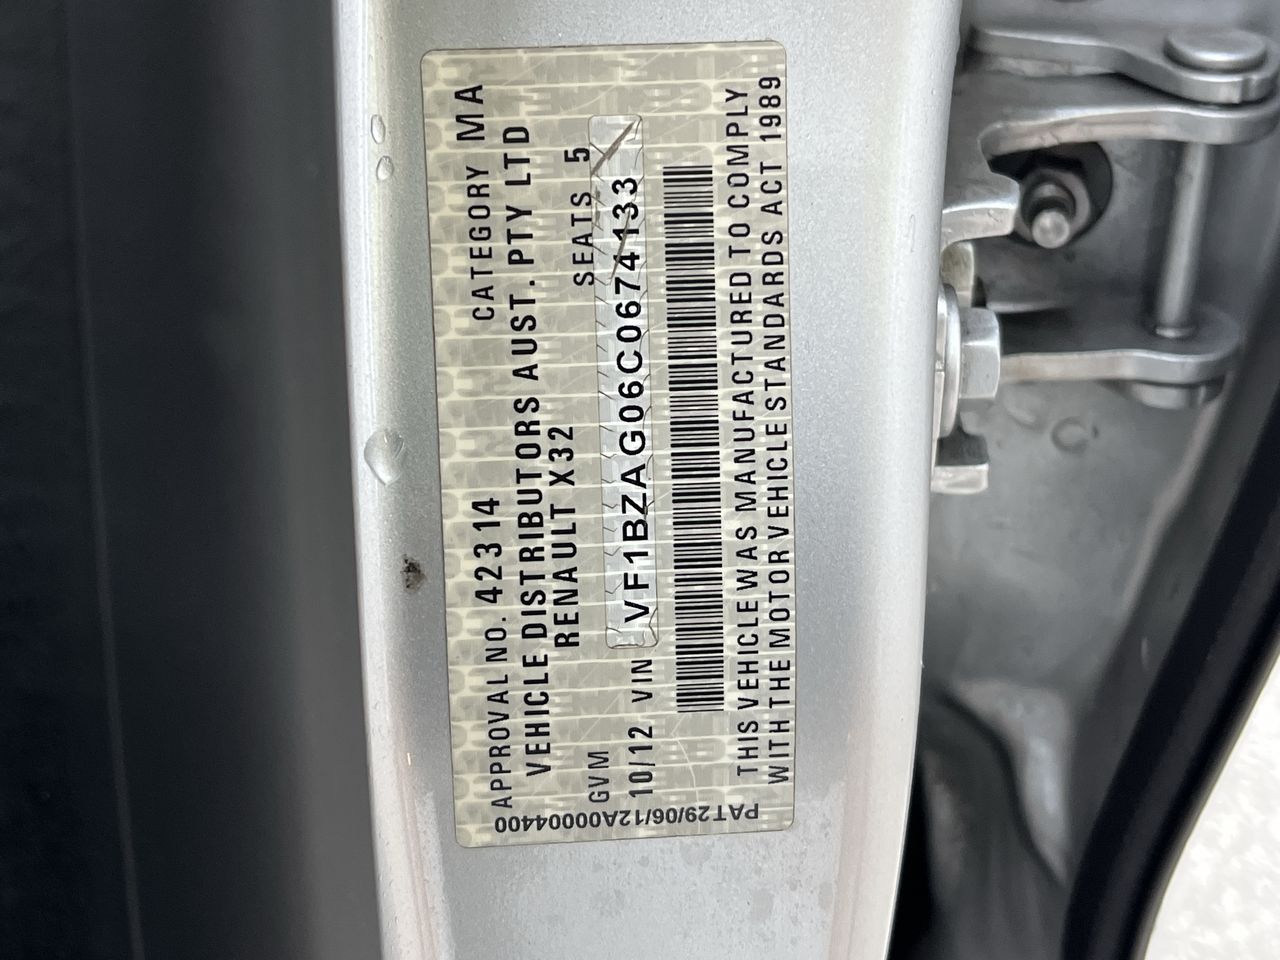 APPROVAL NO. 42314 CATEGORY MA
VEHICLE DISTRIBUTORS AUST. PTY LTD
RENAULT X32 SEATS 5
GVM
10/12 VIN VF1BZAG06C0674133
THIS VEHICLE WAS MANUFACTURED TO COMPLY
WITH THE MOTOR VEHICLE STANDARDS ACT 1989
PAT29/06/12A00004400